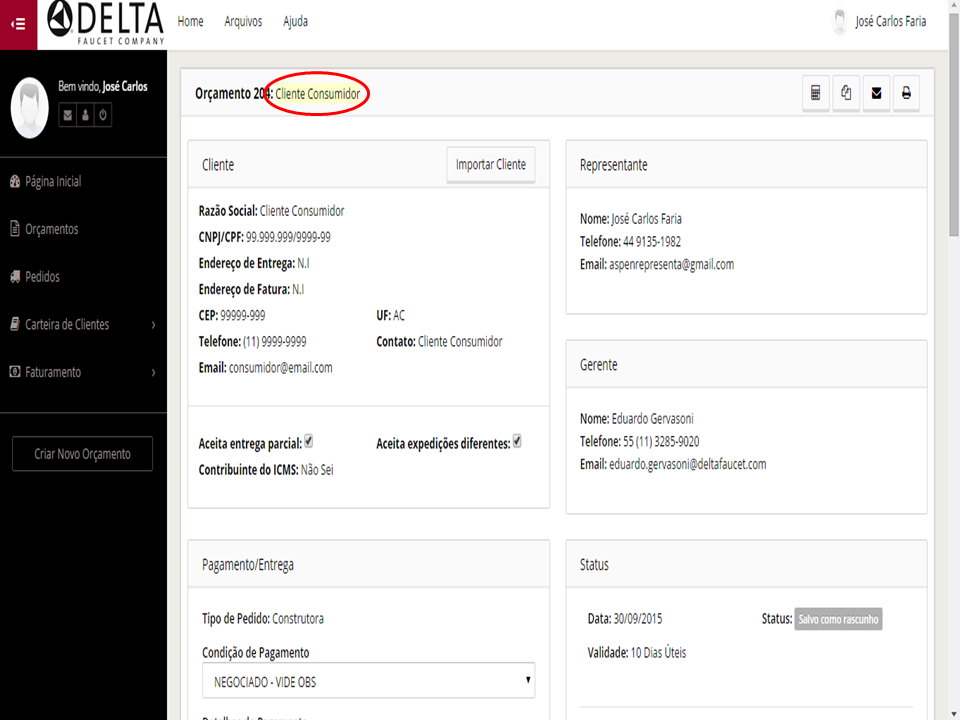 DELTA
FAUCET COMPANY
Home Arquivos Ajuda
José Carlos Faria
Bem vindo, José Carlos
Página Inicial
Orçamentos
Pedidos
Carteira de Clientes
Faturamento
Criar Novo Orçamento
Orçamento 204: Cliente Consumidor
Cliente
Importar Cliente
Razão Social: Cliente Consumidor
CNPJ/CPF: 99.999.999/9999-99
Endereço de Entrega: N.I
Endereço de Fatura: N.I
CEP: 99999-999 UF: AC
Telefone: (11) 9999-9999 Contato: Cliente Consumidor
Email: consumidor@email.com
Aceita entrega parcial: Aceita expedições diferentes:
Contribuinte do ICMS: Não Sei
Representante
Nome: José Carlos Faria
Telefone: 44 9135-1982
Email: aspenrepresenta@gmail.com
Gerente
Nome: Eduardo Gervasoni
Telefone: 55 (11) 3285-9020
Email: eduardo.gervasoni@deltafaucet.com
Pagamento/Entrega
Tipo de Pedido: Construtora
Condição de Pagamento
NEGOCIADO - VIDE OBS
Status
Data: 30/09/2015 Status: Salvo como rascunho
Validade: 10 Dias Úteis